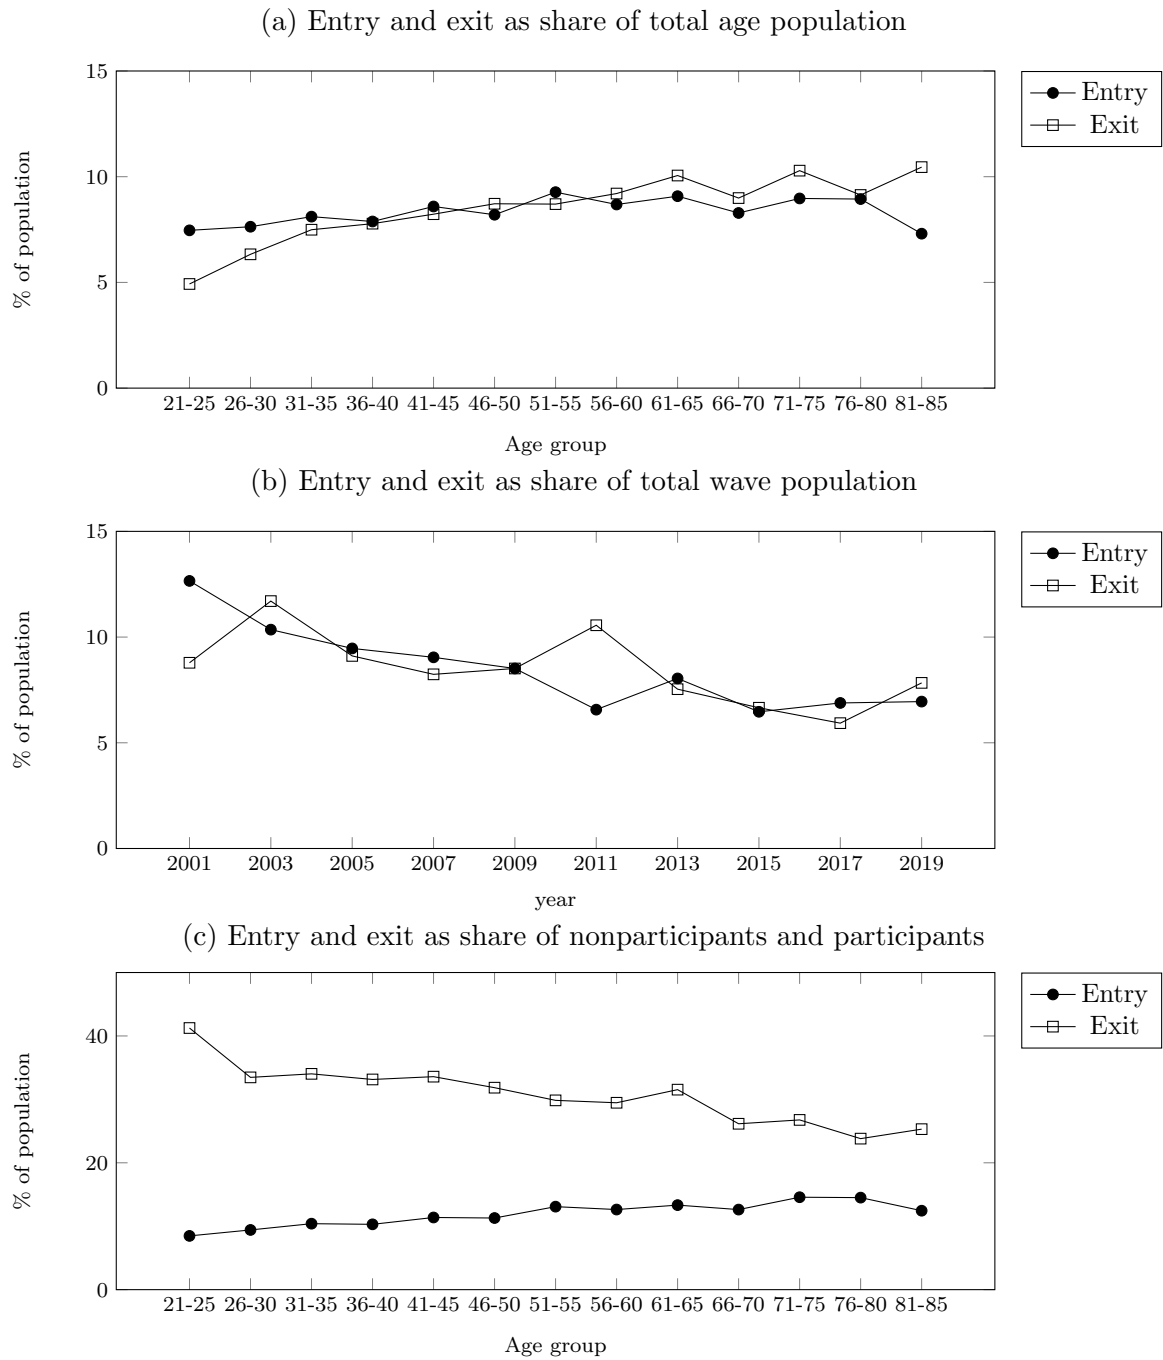 (a) Entry and exit as share of total age population
15
10
5
0
% of population
Entry
Exit
21-25 26-30 31-35 36-40 41-45 46-50 51-55 56-60 61-65 66-70 71-75 76-80 81-85
Age group
(b) Entry and exit as share of total wave population
15
10
5
0
% of population
Entry
Exit
2001 2003 2005 2007 2009 2011 2013 2015 2017 2019
year
(c) Entry and exit as share of nonparticipants and participants
40
20
0
% of population
Entry
Exit
21-25 26-30 31-35 36-40 41-45 46-50 51-55 56-60 61-65 66-70 71-75 76-80 81-85
Age group